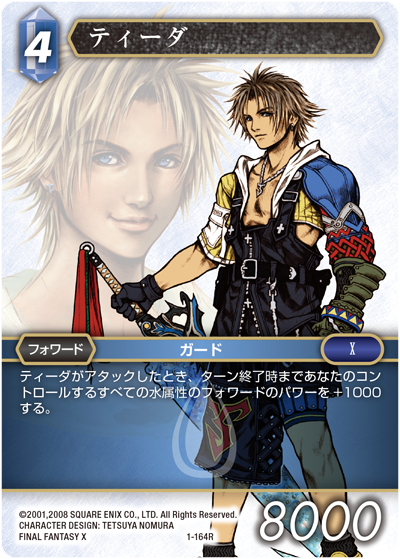 4 ティーダ
フォワード ガード X
ティーダがアタックしたとき、ターン終了時まであなたのコン
トロールするすべての水属性のフォワードのパワーを+1000
する。
©2001,2008 SQUARE ENIX CO., LTD. All Rights Reserved.
CHARACTER DESIGN: TETSUYA NOMURA
FINAL FANTASY X 1-164R
8000